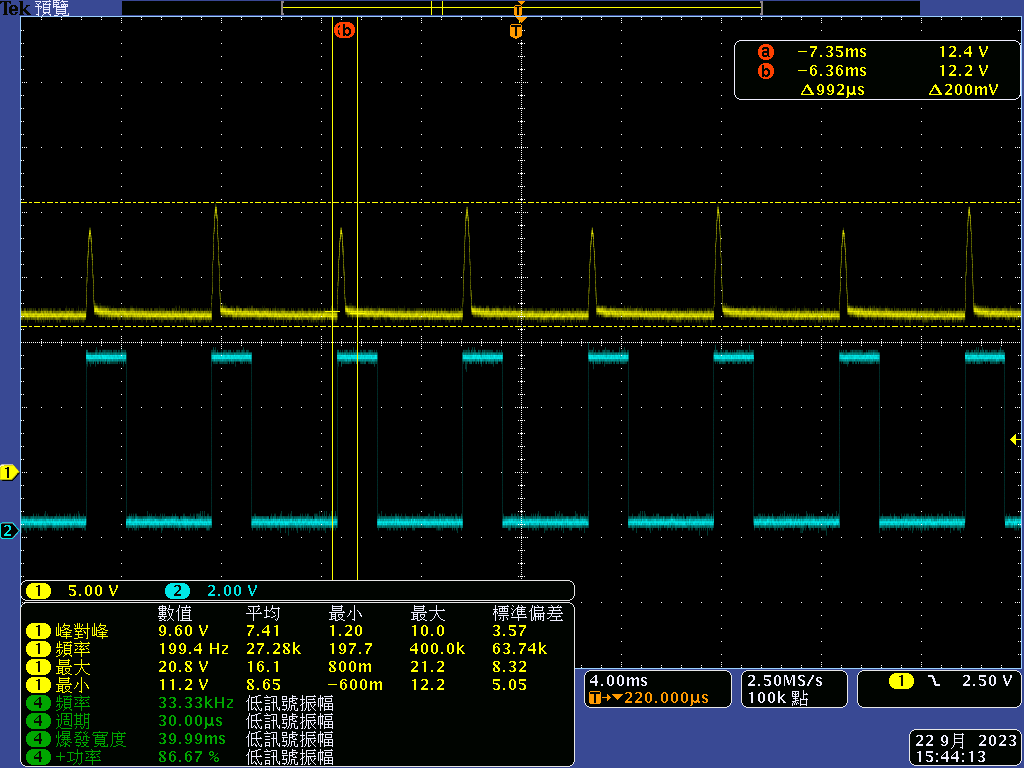 Tek 預覽
T
b
T
a −7.35ms 12.4 V
b −6.36ms 12.2 V
Δ992µs Δ200mV
1
2
1 5.00 V 2 2.00 V
數值 平均 最小 最大 標準偏差
1 峰對峰 9.60 V 7.41 1.20 10.0 3.57
1 頻率 199.4 Hz 27.28k 197.7 400.0k 63.74k
1 最大 20.8 V 16.1 800m 21.2 8.32
1 最小 11.2 V 8.65 −600m 12.2 5.05
4 頻率 33.33kHz 低訊號振幅
4 週期 30.00µs 低訊號振幅
4 爆發寬度 39.99ms 低訊號振幅
4 +功率 86.67 % 低訊號振幅
4.00ms
T→▼220.000µs
2.50MS/s
100k 點
1 2.50 V
22 9月 2023
15:44:13